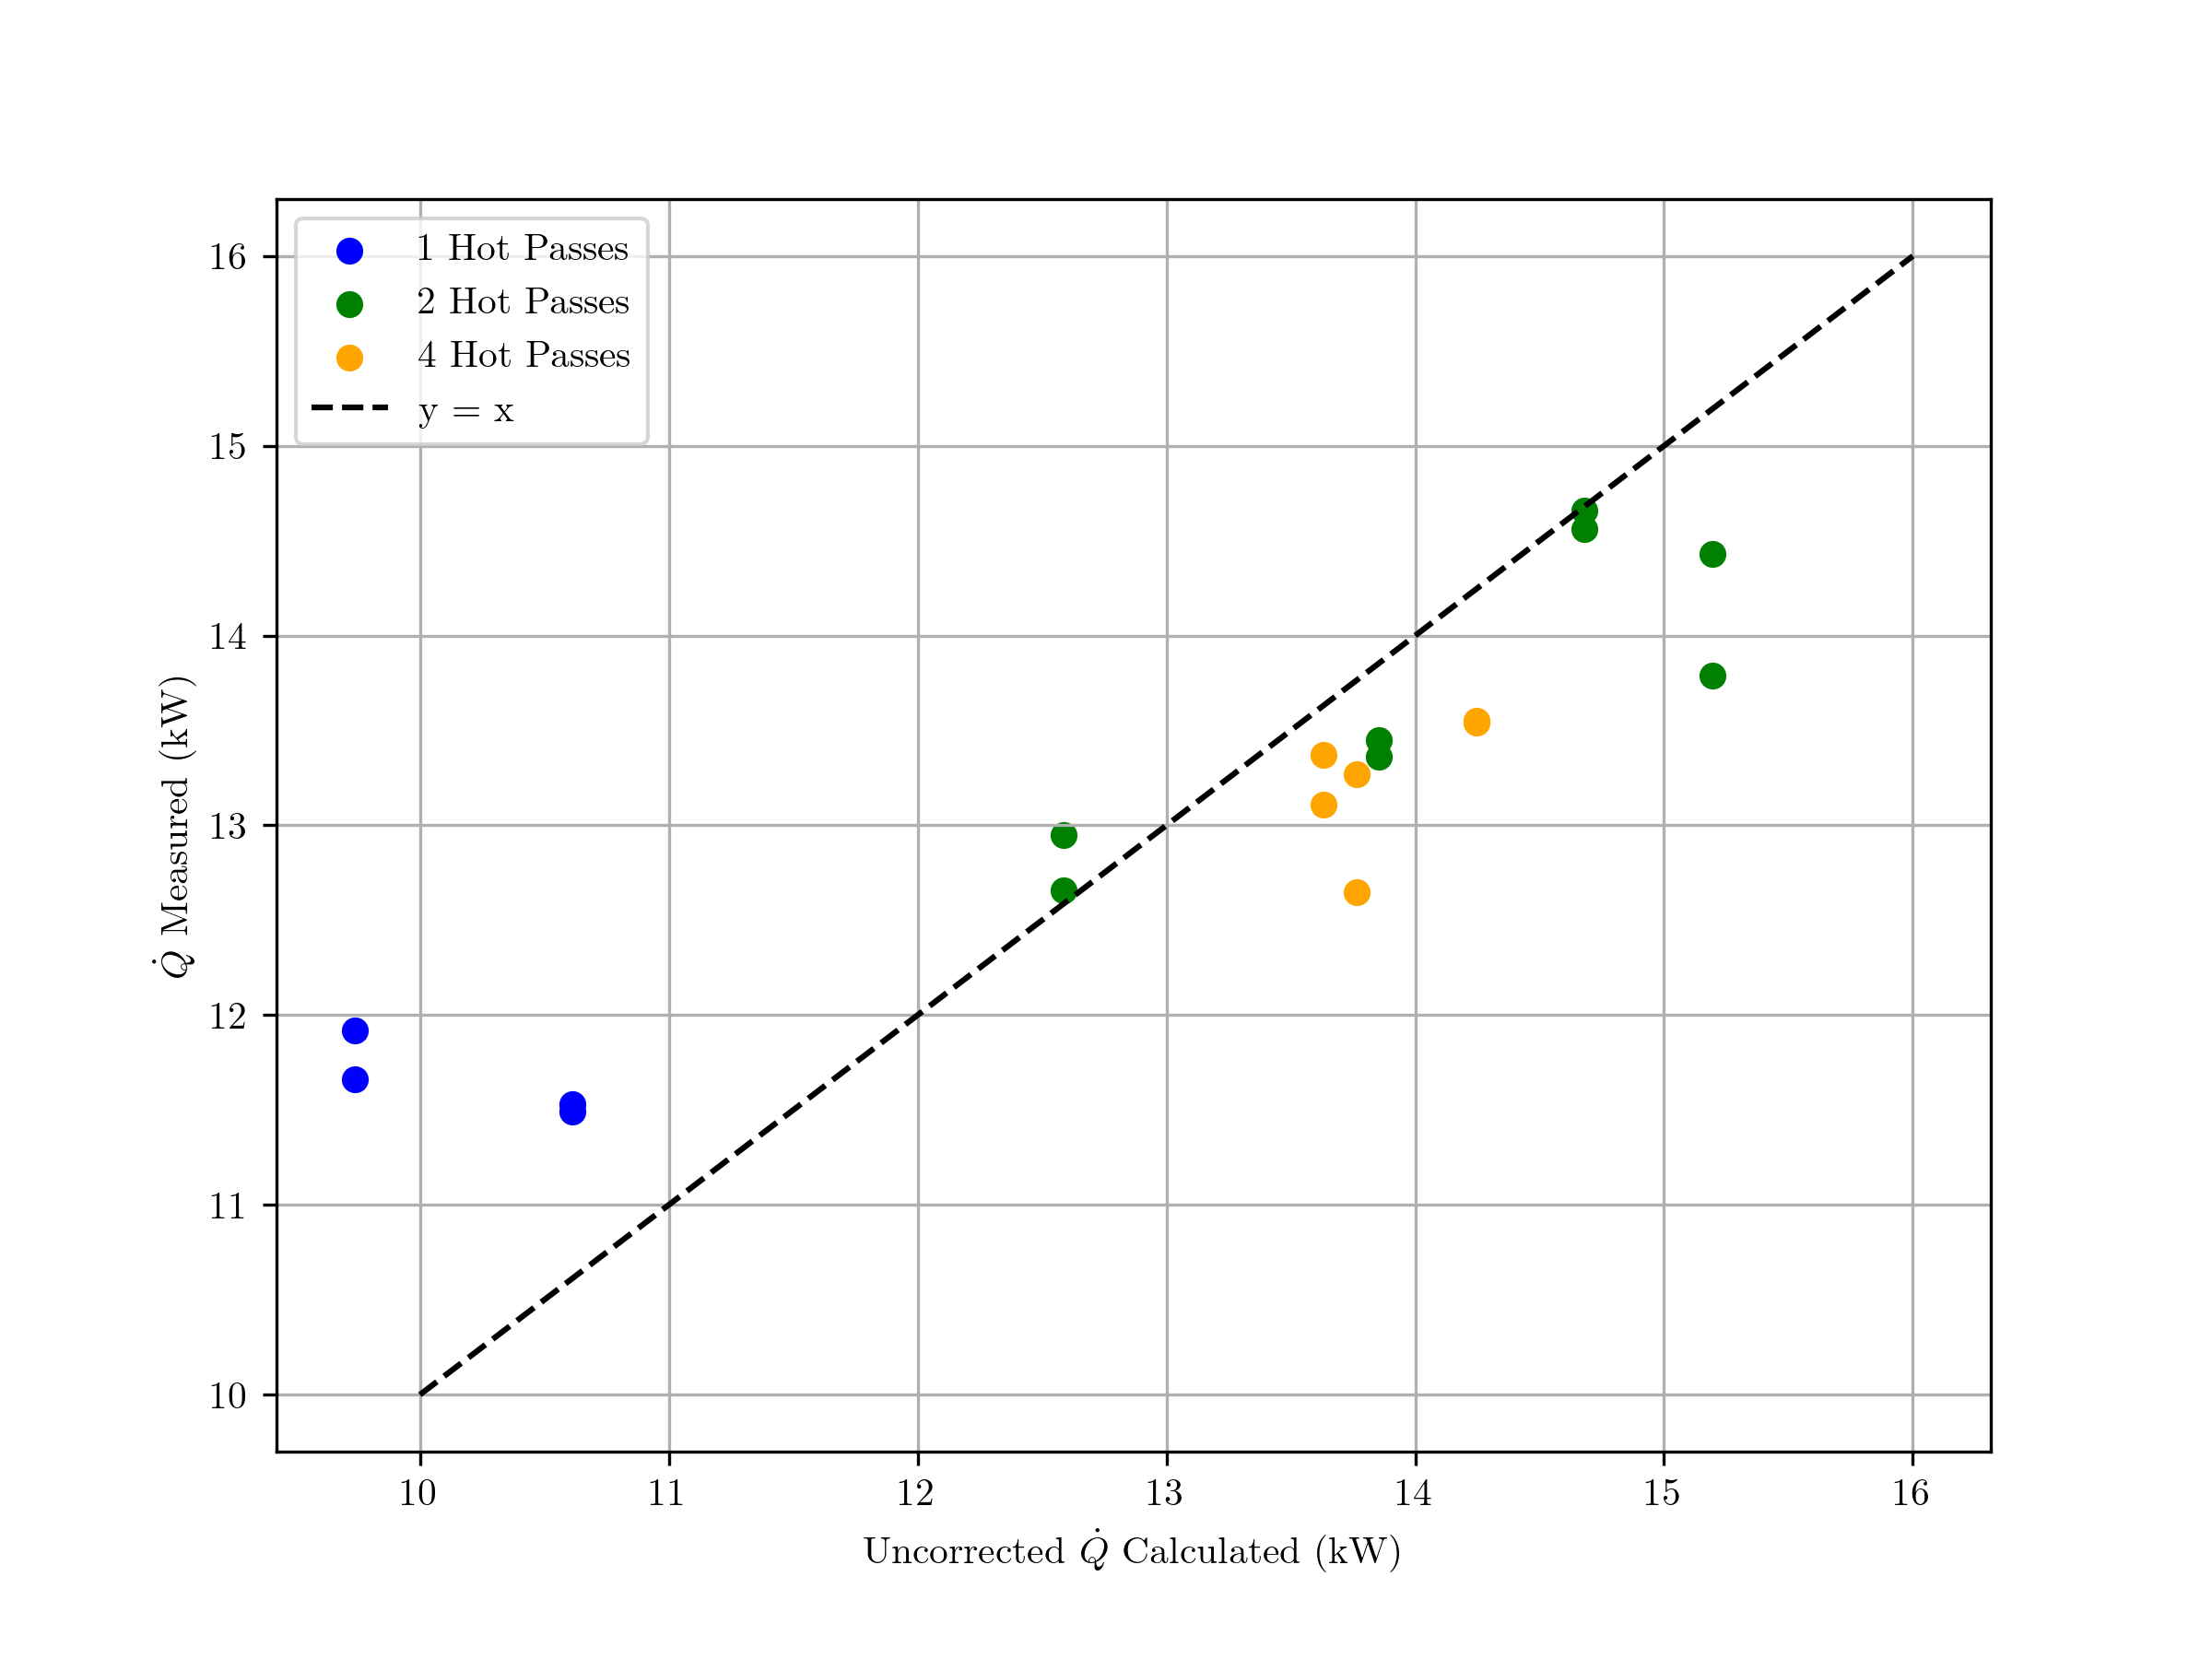 1 Hot Passes
2 Hot Passes
4 Hot Passes
y = x
16
15
14
13
12
11
10
Q̇ Measured (kW)
10 11 12 13 14 15 16
Uncorrected Q̇ Calculated (kW)